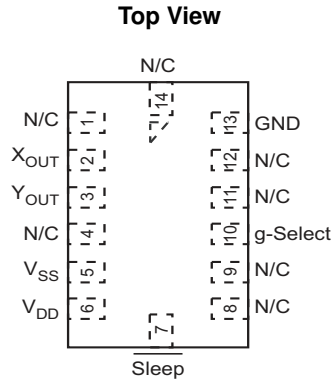 Top View
N/C
14
N/C 1 13 GND
XOUT 2 12 N/C
YOUT 3 11 N/C
N/C 4 10 g-Select
VSS 5 9 N/C
VDD 6 8 N/C
7
Sleep